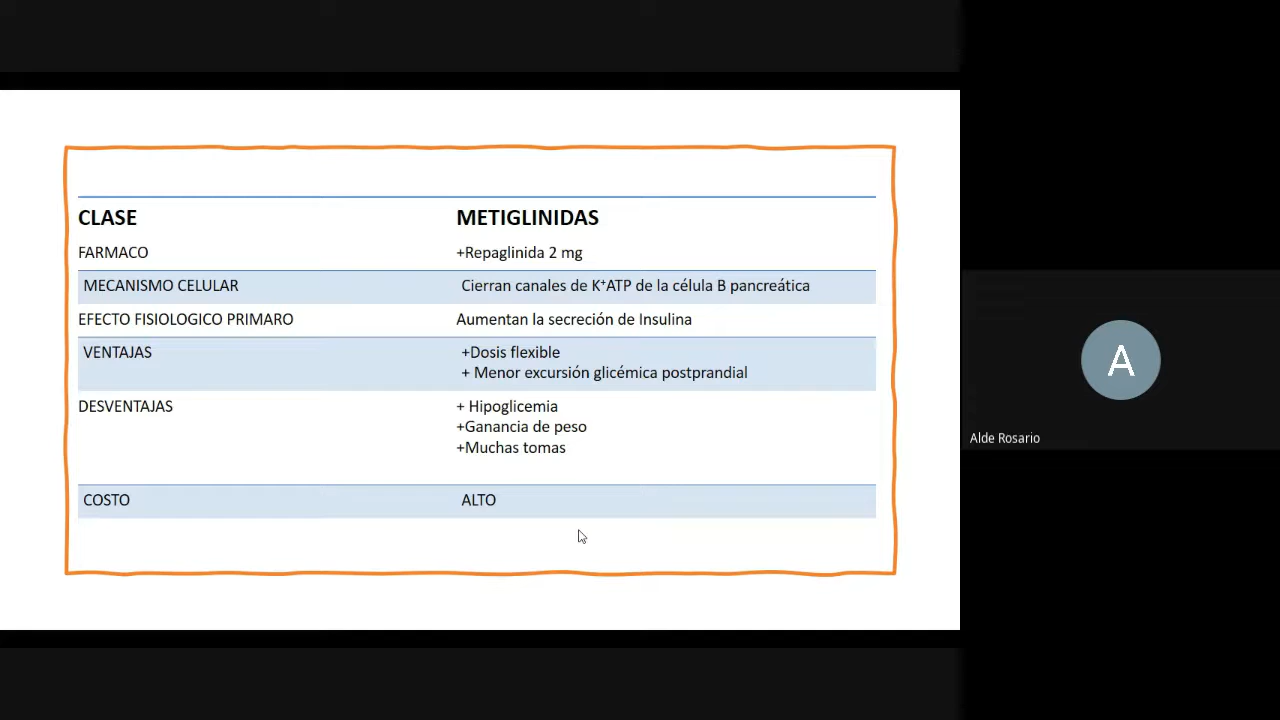 CLASE METIGLINIDAS
FARMACO +Repaglinida 2 mg
MECANISMO CELULAR Cierran canales de K⁺ATP de la célula B pancreática
EFECTO FISIOLOGICO PRIMARO Aumentan la secreción de Insulina
VENTAJAS +Dosis flexible
+ Menor excursión glicémica postprandial
DESVENTAJAS + Hipoglicemia
+Ganancia de peso
+Muchas tomas
COSTO ALTO
A
Alde Rosario